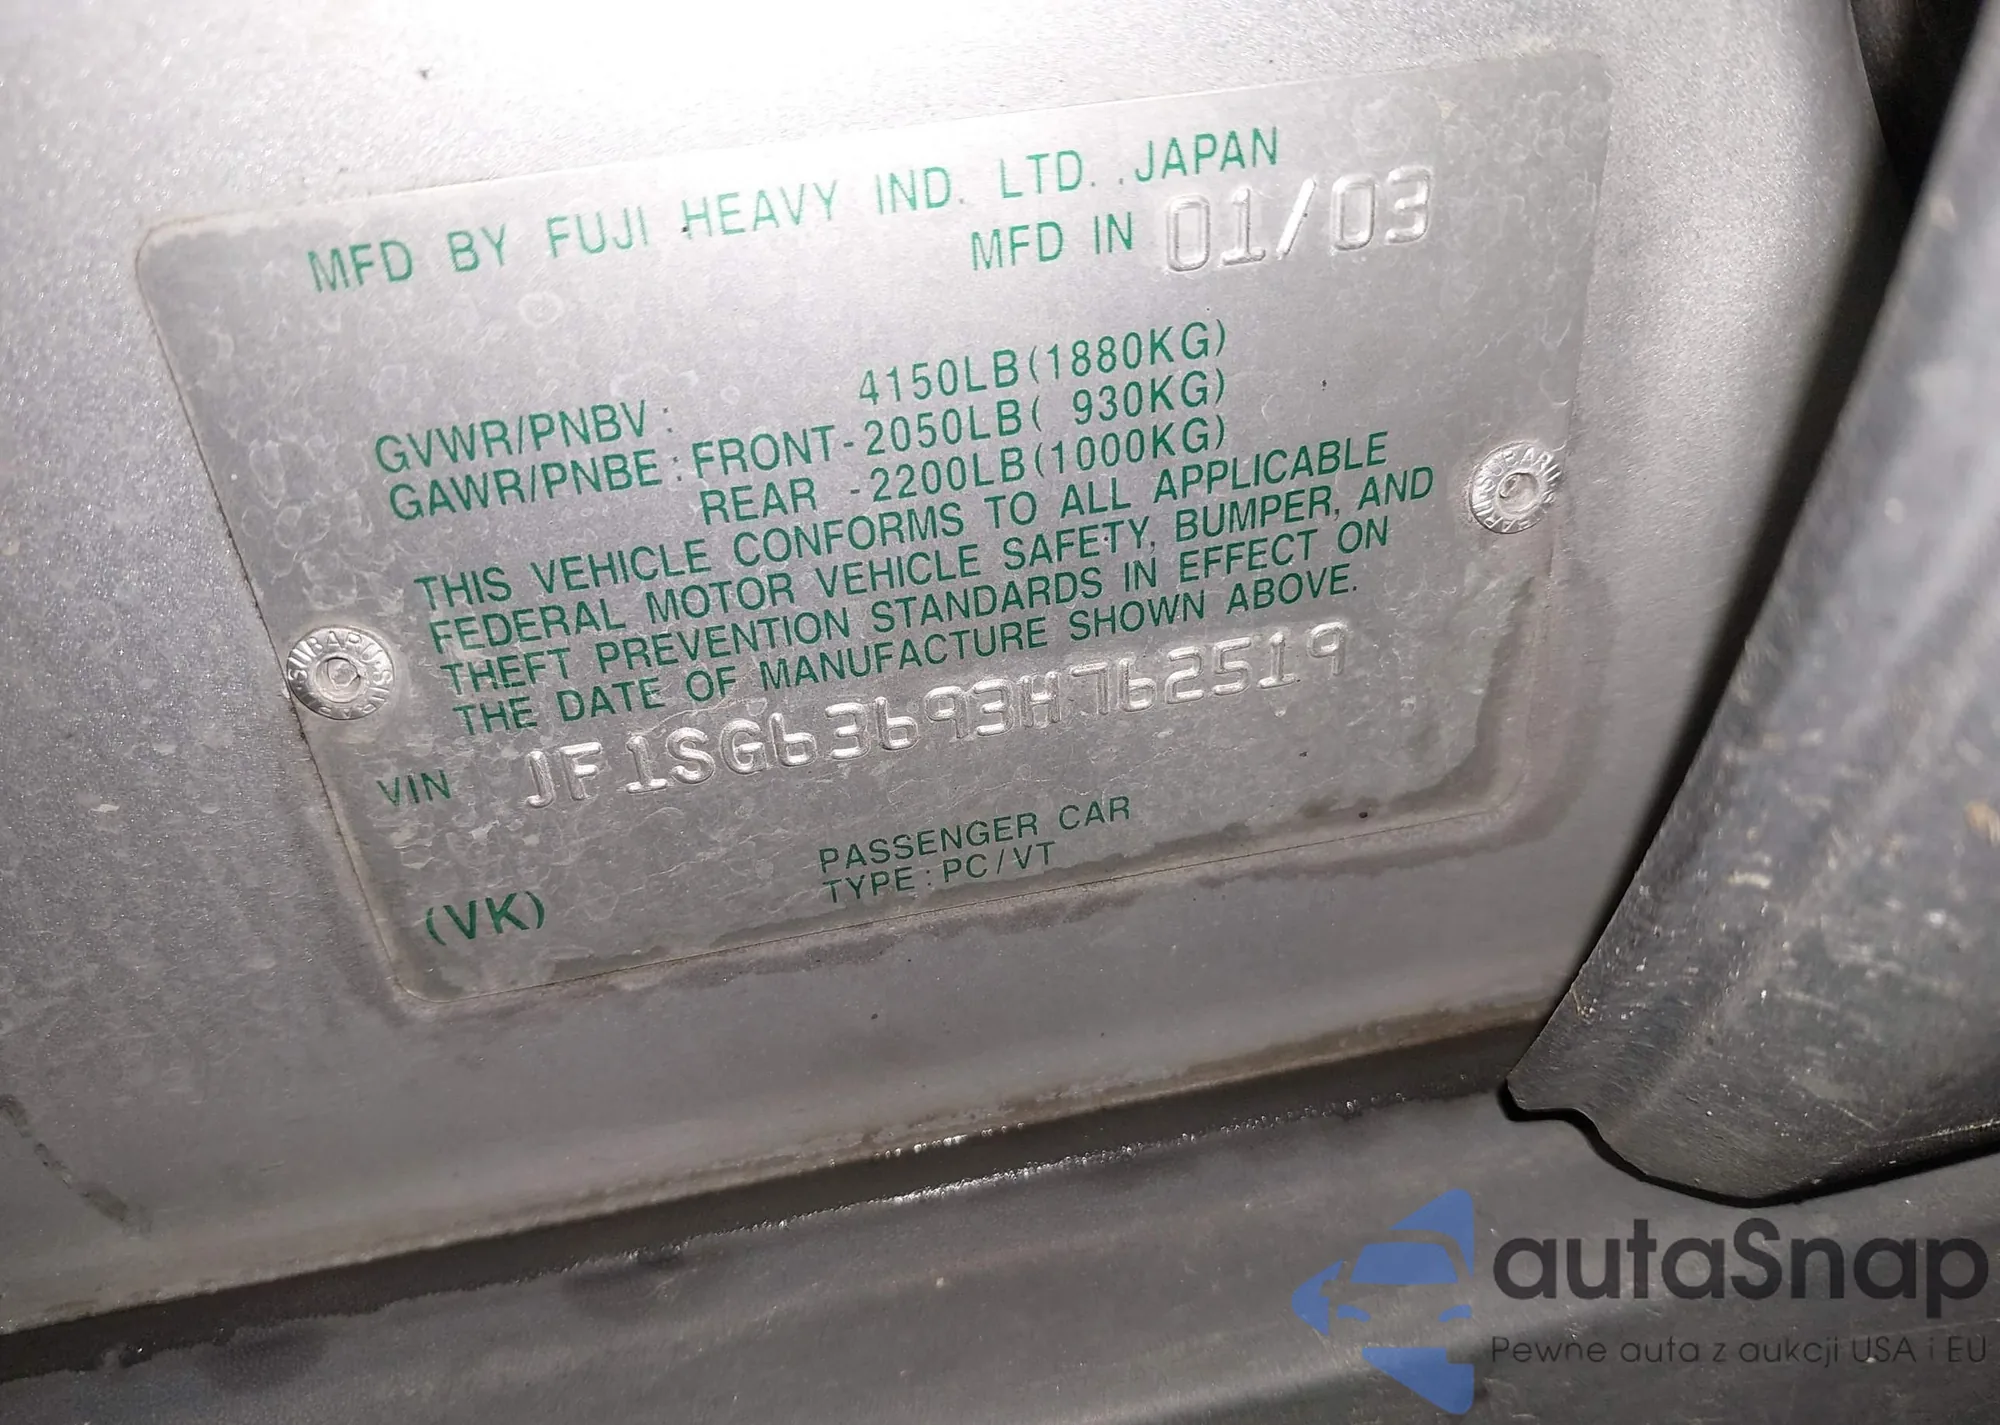 MFD BY FUJI HEAVY IND. LTD. .JAPAN
MFD IN 01/03
GVWR/PNBV : 4150LB(1880KG)
GAWR/PNBE : FRONT-2050LB( 930KG)
REAR -2200LB(1000KG)
THIS VEHICLE CONFORMS TO ALL APPLICABLE
FEDERAL MOTOR VEHICLE SAFETY, BUMPER, AND
THEFT PREVENTION STANDARDS IN EFFECT ON
THE DATE OF MANUFACTURE SHOWN ABOVE.
VIN JF1SG63693H762519
PASSENGER CAR
TYPE : PC/VT
(VK)
autaSnap
Pewne auta z aukcji USA i EU